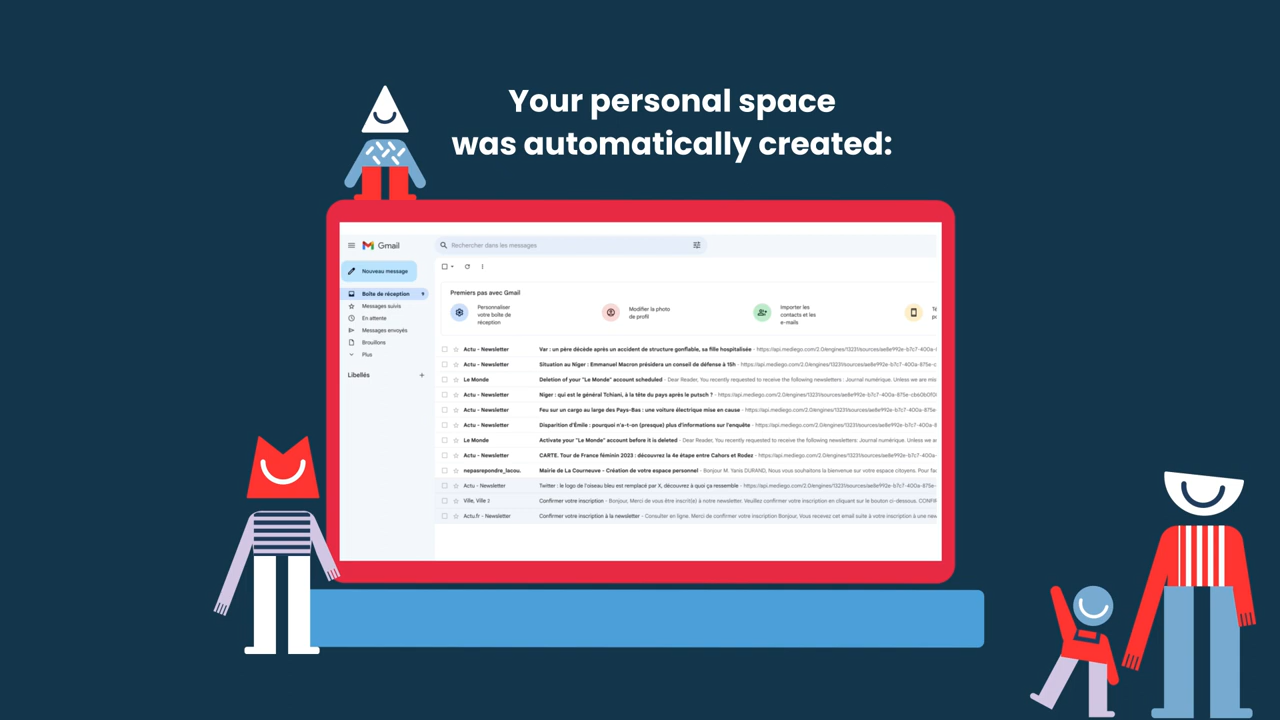 Your personal space
was automatically created:
Gmail
Rechercher dans les messages
Nouveau message
Boîte de réception 9
Messages suivis
En attente
Messages envoyés
Brouillons
Plus
Libellés +
Premiers pas avec Gmail
Personnaliser
votre boîte de
réception
Modifier la photo
de profil
Importer les
contacts et les
e-mails
Actu - Newsletter Var : un père décède après un accident de structure gonflable, sa fille hospitalisée -
Actu - Newsletter Situation au Niger : Emmanuel Macron présidera un conseil de défense à 15h -
Le Monde Deletion of your "Le Monde" account scheduled - Dear Reader, You recently requested to receive the following newsletters : Journal numérique. Unless we are mis
Actu - Newsletter Niger : qui est le général Tchiani, à la tête du pays après le putsch ? -
Actu - Newsletter Feu sur un cargo au large des Pays-Bas : une voiture électrique mise en cause -
Actu - Newsletter Disparition d'Émile : pourquoi n'a-t-on (presque) plus d'informations sur l'enquête -
Le Monde Activate your "Le Monde" account before it is deleted - Dear Reader, You recently requested to receive the following newsletters: Journal numérique. Unless we ar
Actu - Newsletter CARTE. Tour de France féminin 2023 : découvrez la 4e étape entre Cahors et Rodez -
nepasrepondre_lacou. Mairie de La Courneuve - Création de votre espace personnel - Bonjour M. Yanis DURAND, Nous vous souhaitons la bienvenue sur votre espace citoyens. Pour fa
Actu - Newsletter Twitter : le logo de l'oiseau bleu est remplacé par X, découvrez à quoi ça ressemble -
Ville, Ville 2 Confirmer votre inscription - Bonjour, Merci de vous être inscrit(e) à notre newsletter. Veuillez confirmer votre inscription en cliquant sur le bouton ci-dessous. CONFI
Actu.fr - Newsletter Confirmer votre inscription à la newsletter - Consulter en ligne. Merci de confirmer votre inscription Bonjour, Vous recevez cet email suite à votre inscription à une new